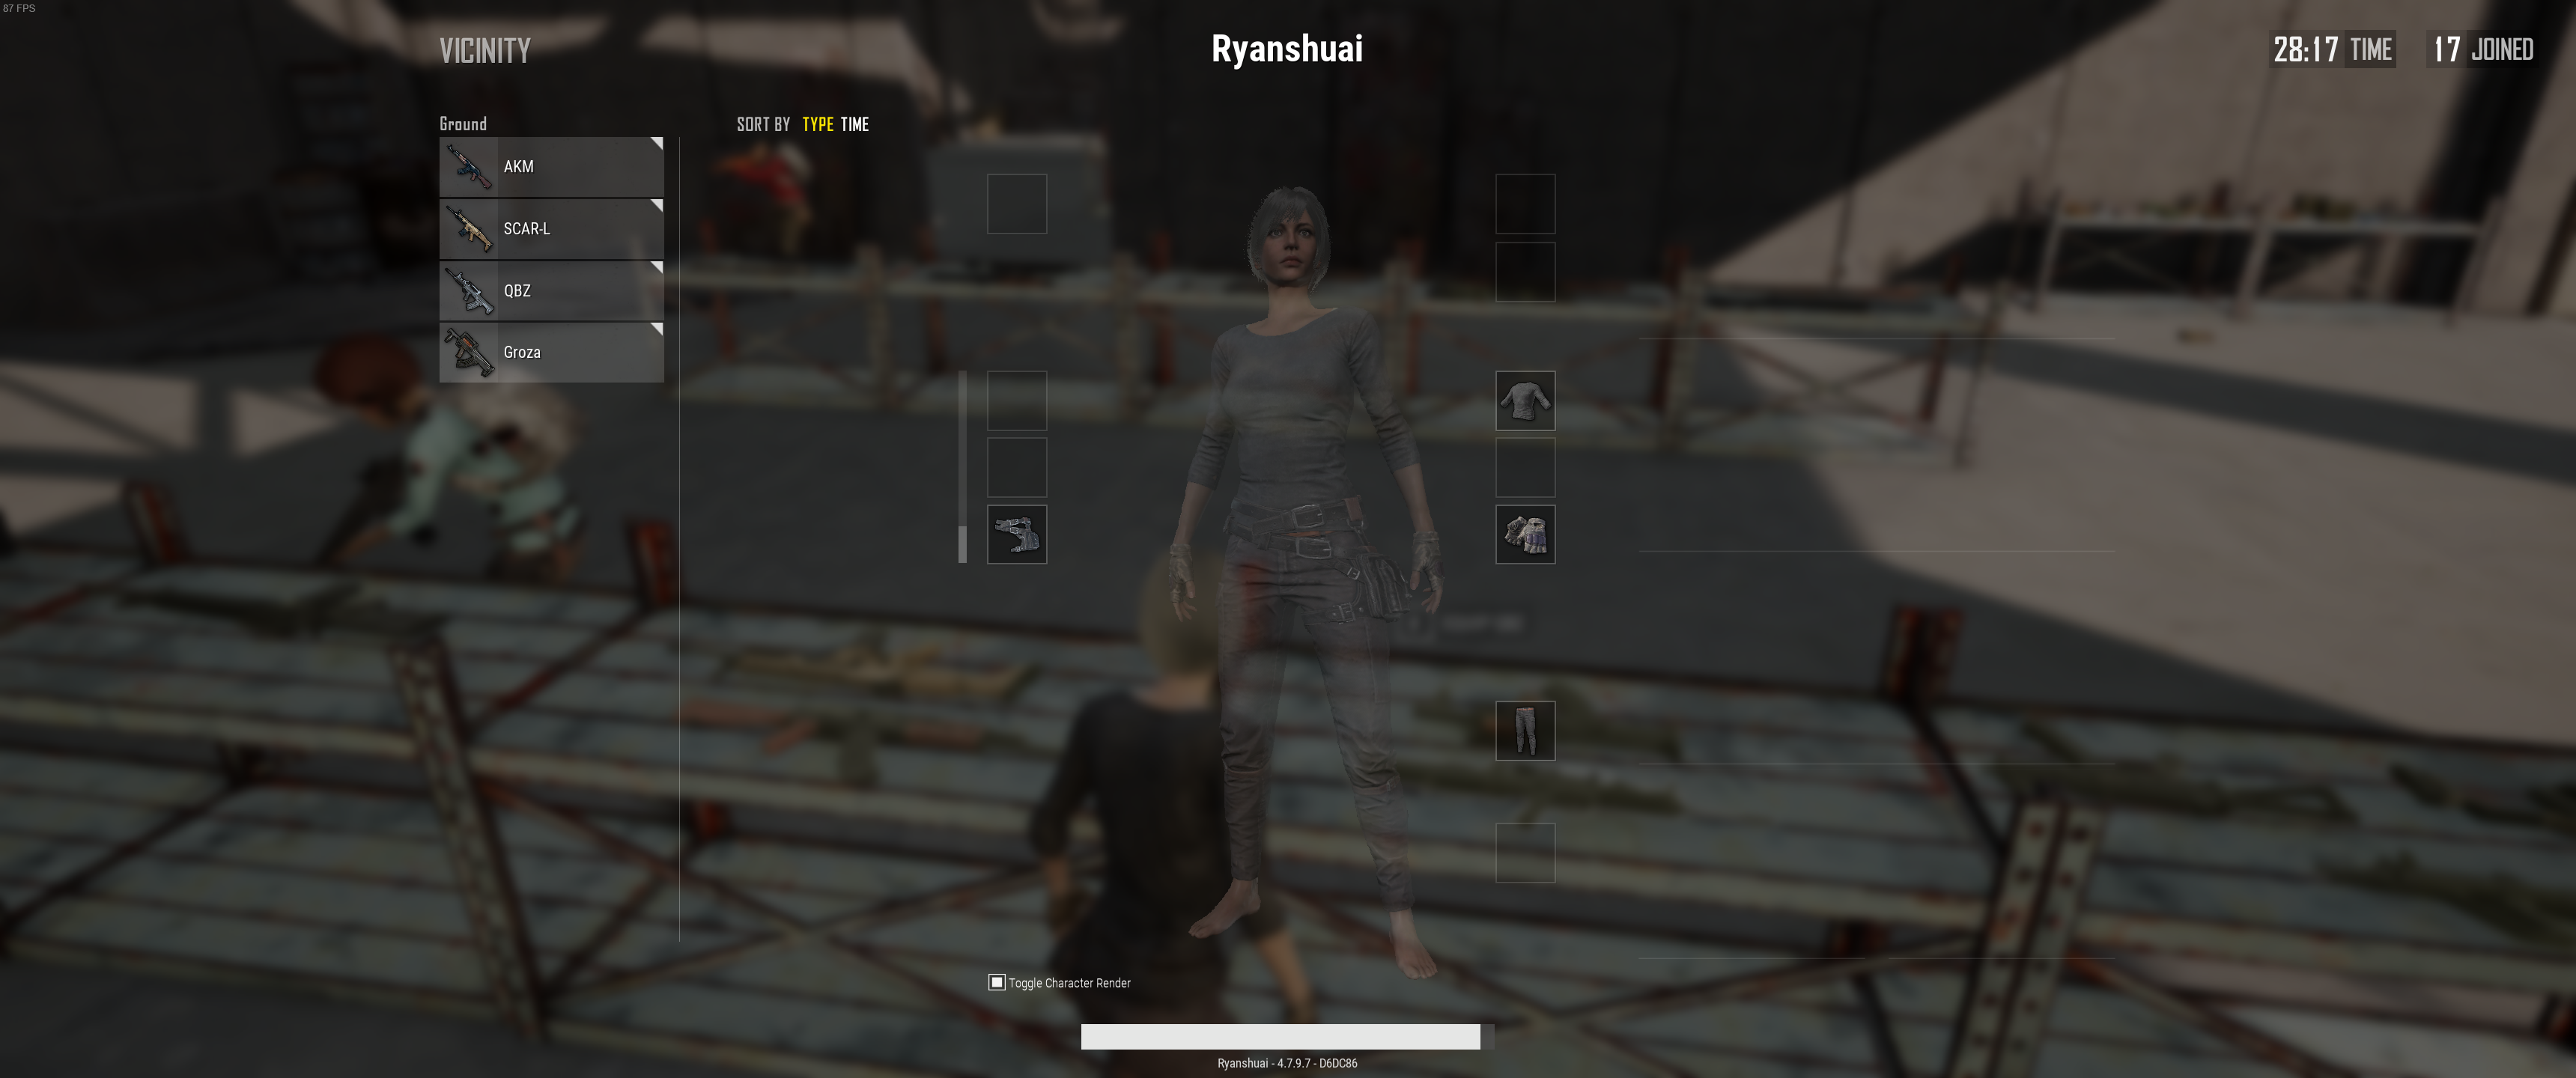 87 FPS
VICINITY
Ryanshuai
28:17 TIME 17 JOINED
Ground
SORT BY TYPE TIME
AKM
SCAR-L
QBZ
Groza
Toggle Character Render
Ryanshuai - 4.7.9.7 - D6DC86